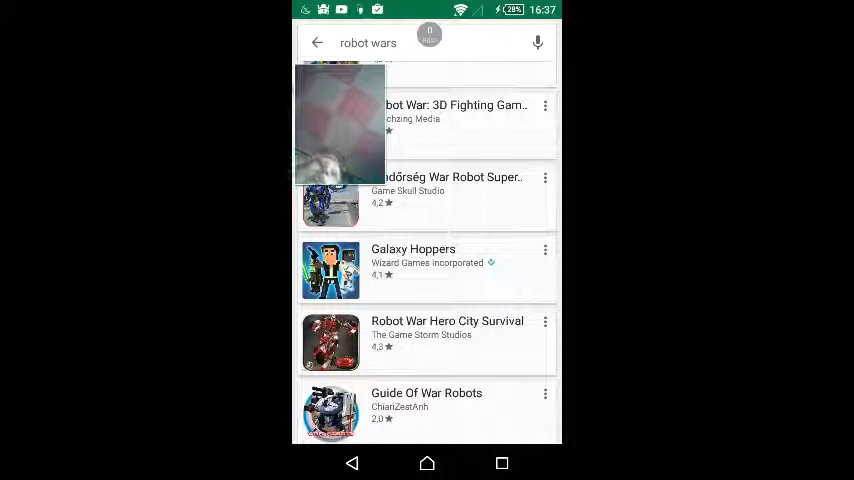 28% 16:37
robot wars
0
bot War: 3D Fighting Gam..
chzing Media
ndőrség War Robot Super..
Game Skull Studio
4,2★
Galaxy Hoppers
Wizard Games Incorporated
4,1★
Robot War Hero City Survival
The Game Storm Studios
4,3★
Guide Of War Robots
ChiariZestAnh
2,0★